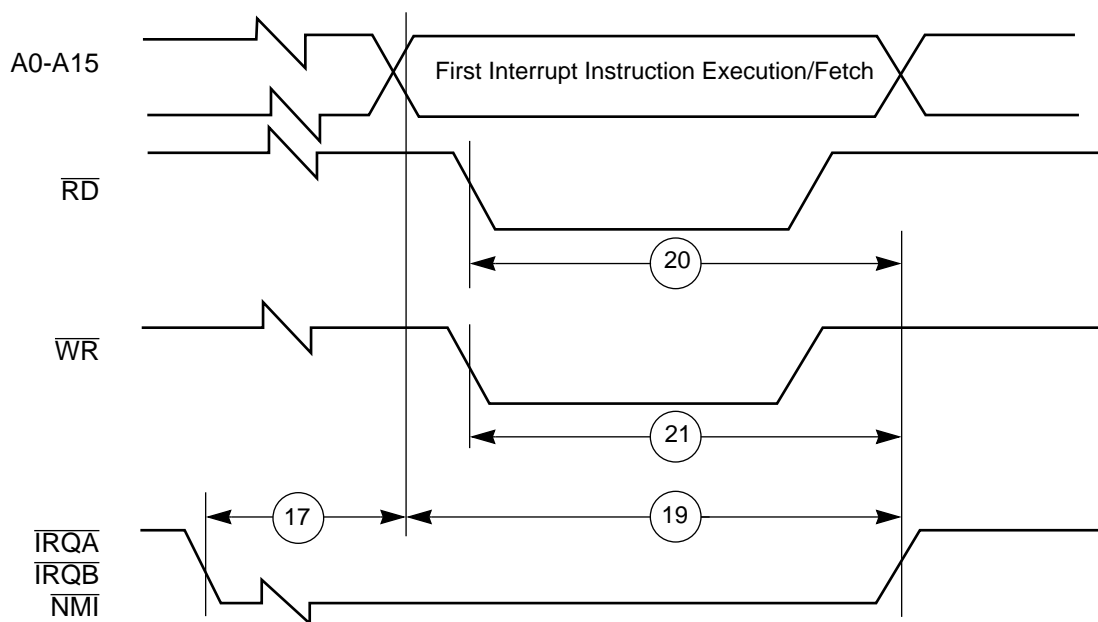 A0-A15
First Interrupt Instruction Execution/Fetch
RD
20
WR
21
17
19
IRQA
IRQB
NMI